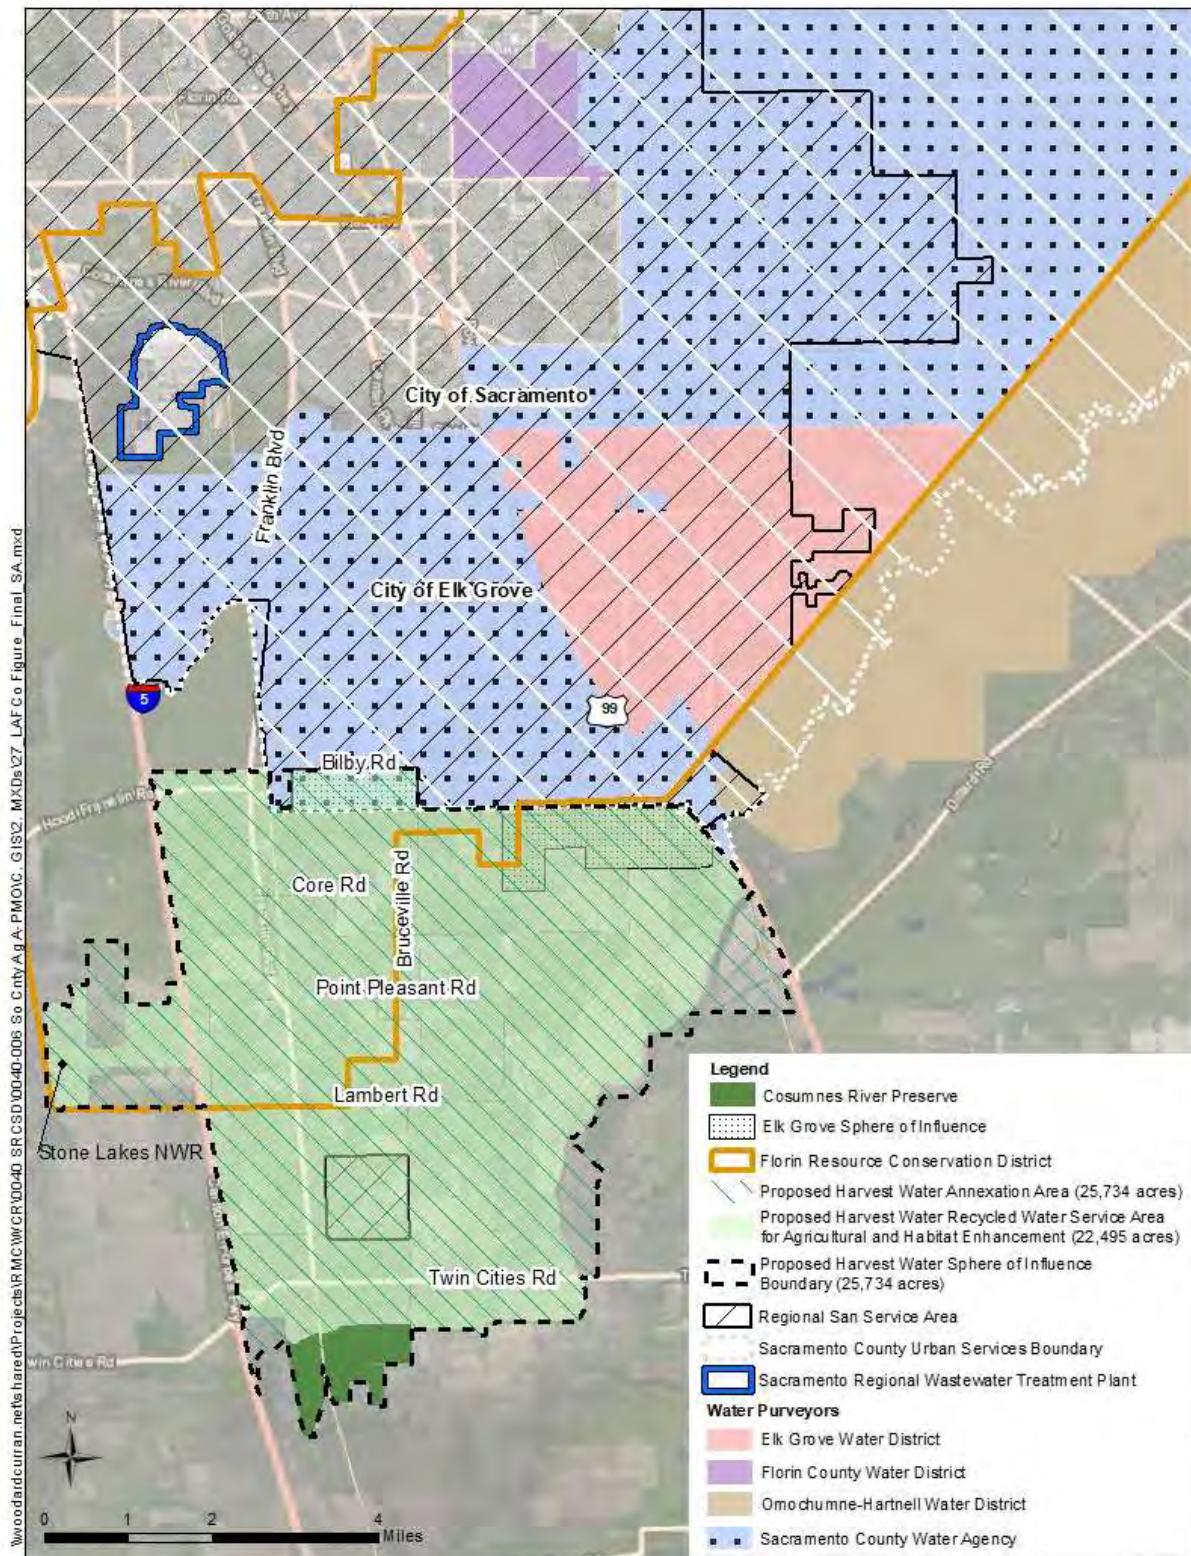 Florin Rd
City of Sacramento
Franklin Blvd
City of Elk Grove
99
5
Bilby Rd
Hood Franklin Rd
Core Rd
Bruceville Rd
Dillard Rd
Point Pleasant Rd
Lambert Rd
Stone Lakes NWR
Twin Cities Rd
win Cities Rd
N
0 1 2 4
Miles
Legend
Cosumnes River Preserve
Elk Grove Sphere of Influence
Florin Resource Conservation District
Proposed Harvest Water Annexation Area (25,734 acres)
Proposed Harvest Water Recycled Water Service Area
for Agricultural and Habitat Enhancement (22,495 acres)
Proposed Harvest Water Sphere of Influence
Boundary (25,734 acres)
Regional San Service Area
Sacramento County Urban Services Boundary
Sacramento Regional Wastewater Treatment Plant
Water Purveyors
Elk Grove Water District
Florin County Water District
Omochumne-Hartnell Water District
Sacramento County Water Agency